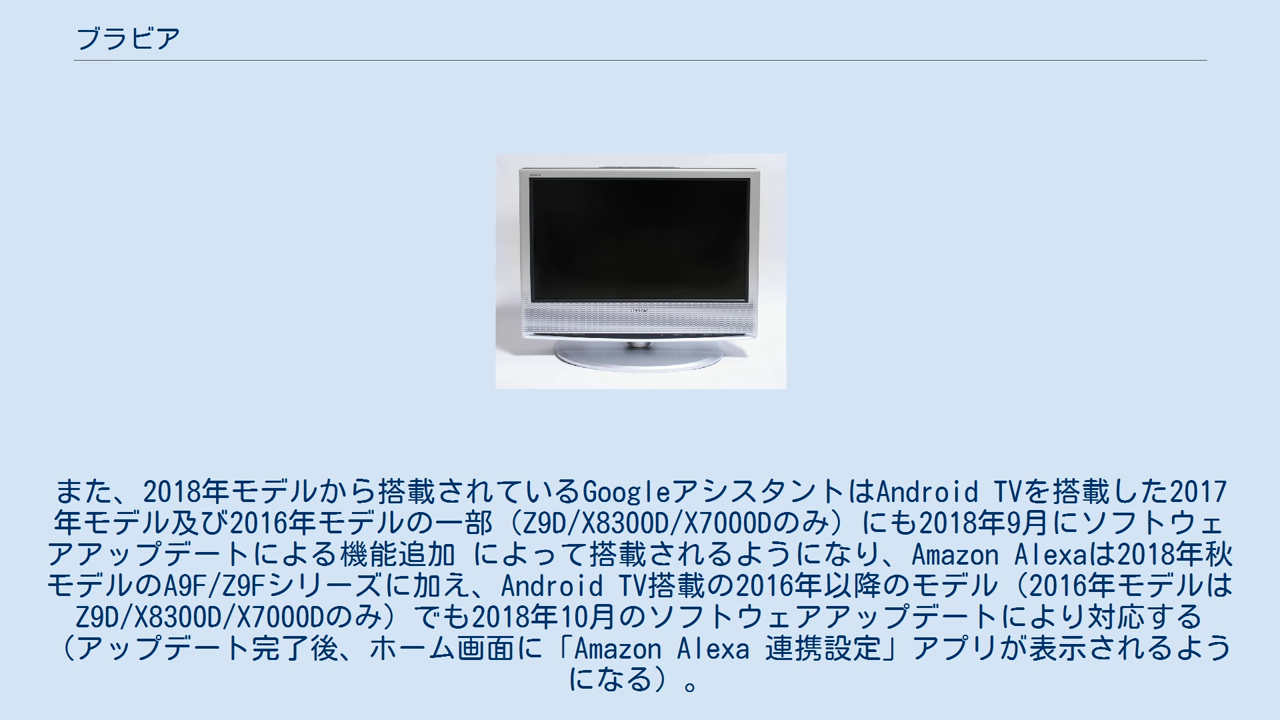 ブラビア
また、2018年モデルから搭載されているGoogleアシスタントはAndroid TVを搭載した2017
年モデル及び2016年モデルの一部（Z9D/X8300D/X7000Dのみ）にも2018年9月にソフトウェ
アアップデートによる機能追加 によって搭載されるようになり、Amazon Alexaは2018年秋
モデルのA9F/Z9Fシリーズに加え、Android TV搭載の2016年以降のモデル（2016年モデルは
Z9D/X8300D/X7000Dのみ）でも2018年10月のソフトウェアアップデートにより対応する
（アップデート完了後、ホーム画面に「Amazon Alexa 連携設定」アプリが表示されるよう
になる）。